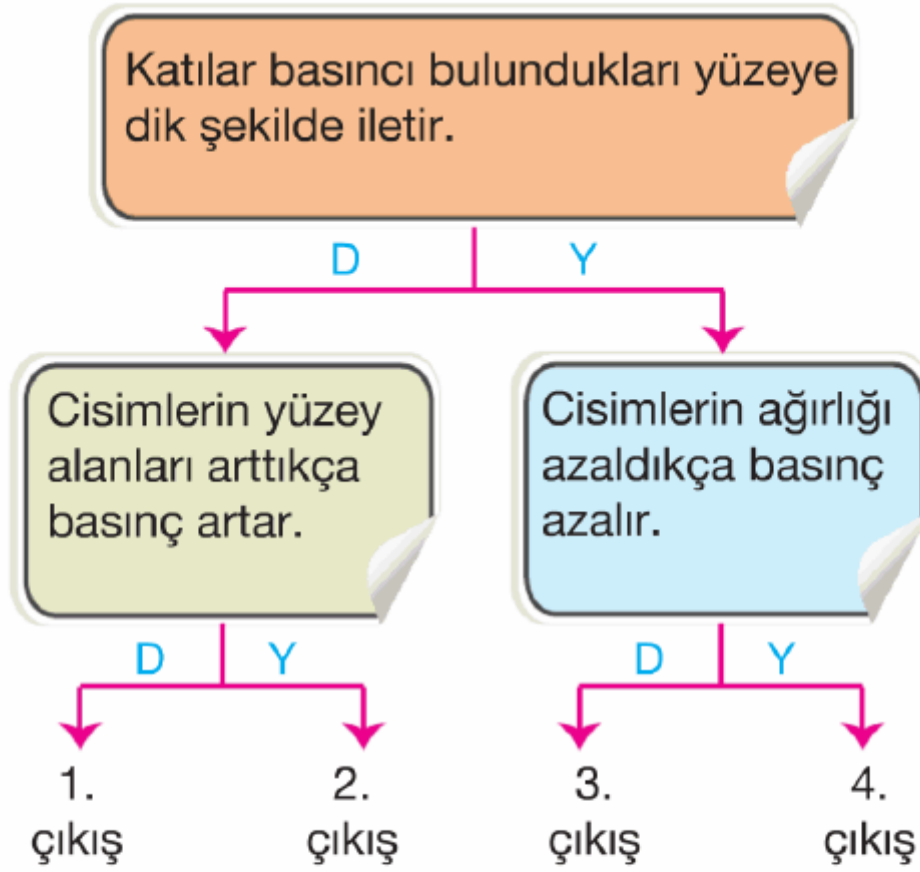 Katılar basıncı bulundukları yüzeye
dik şekilde iletir.
D
Y
Cisimlerin yüzey
alanları arttıkça
basınç artar.
Cisimlerin ağırlığı
azaldıkça basınç
azalır.
D
Y
D
Y
1.
çıkış
2.
çıkış
3.
çıkış
4.
çıkış